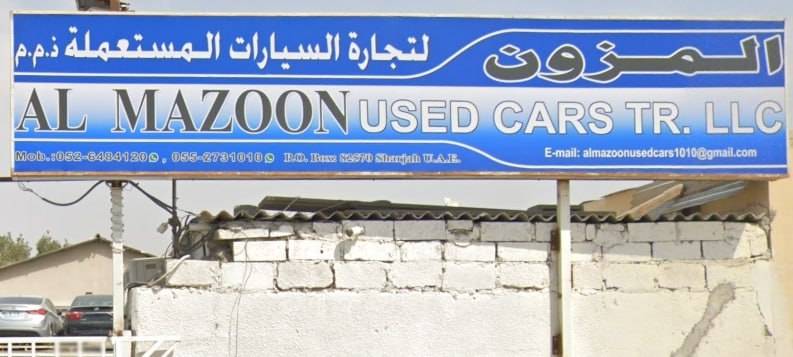 المزون لتجارة السيارات المستعملة ذ.م.م
AL MAZOON USED CARS TR. LLC
Mob.:052-6484120, 055-2731010 P.O. Box: 82570 Sharjah U.A.E. E-mail: almazoonusedcars1010@gmail.com